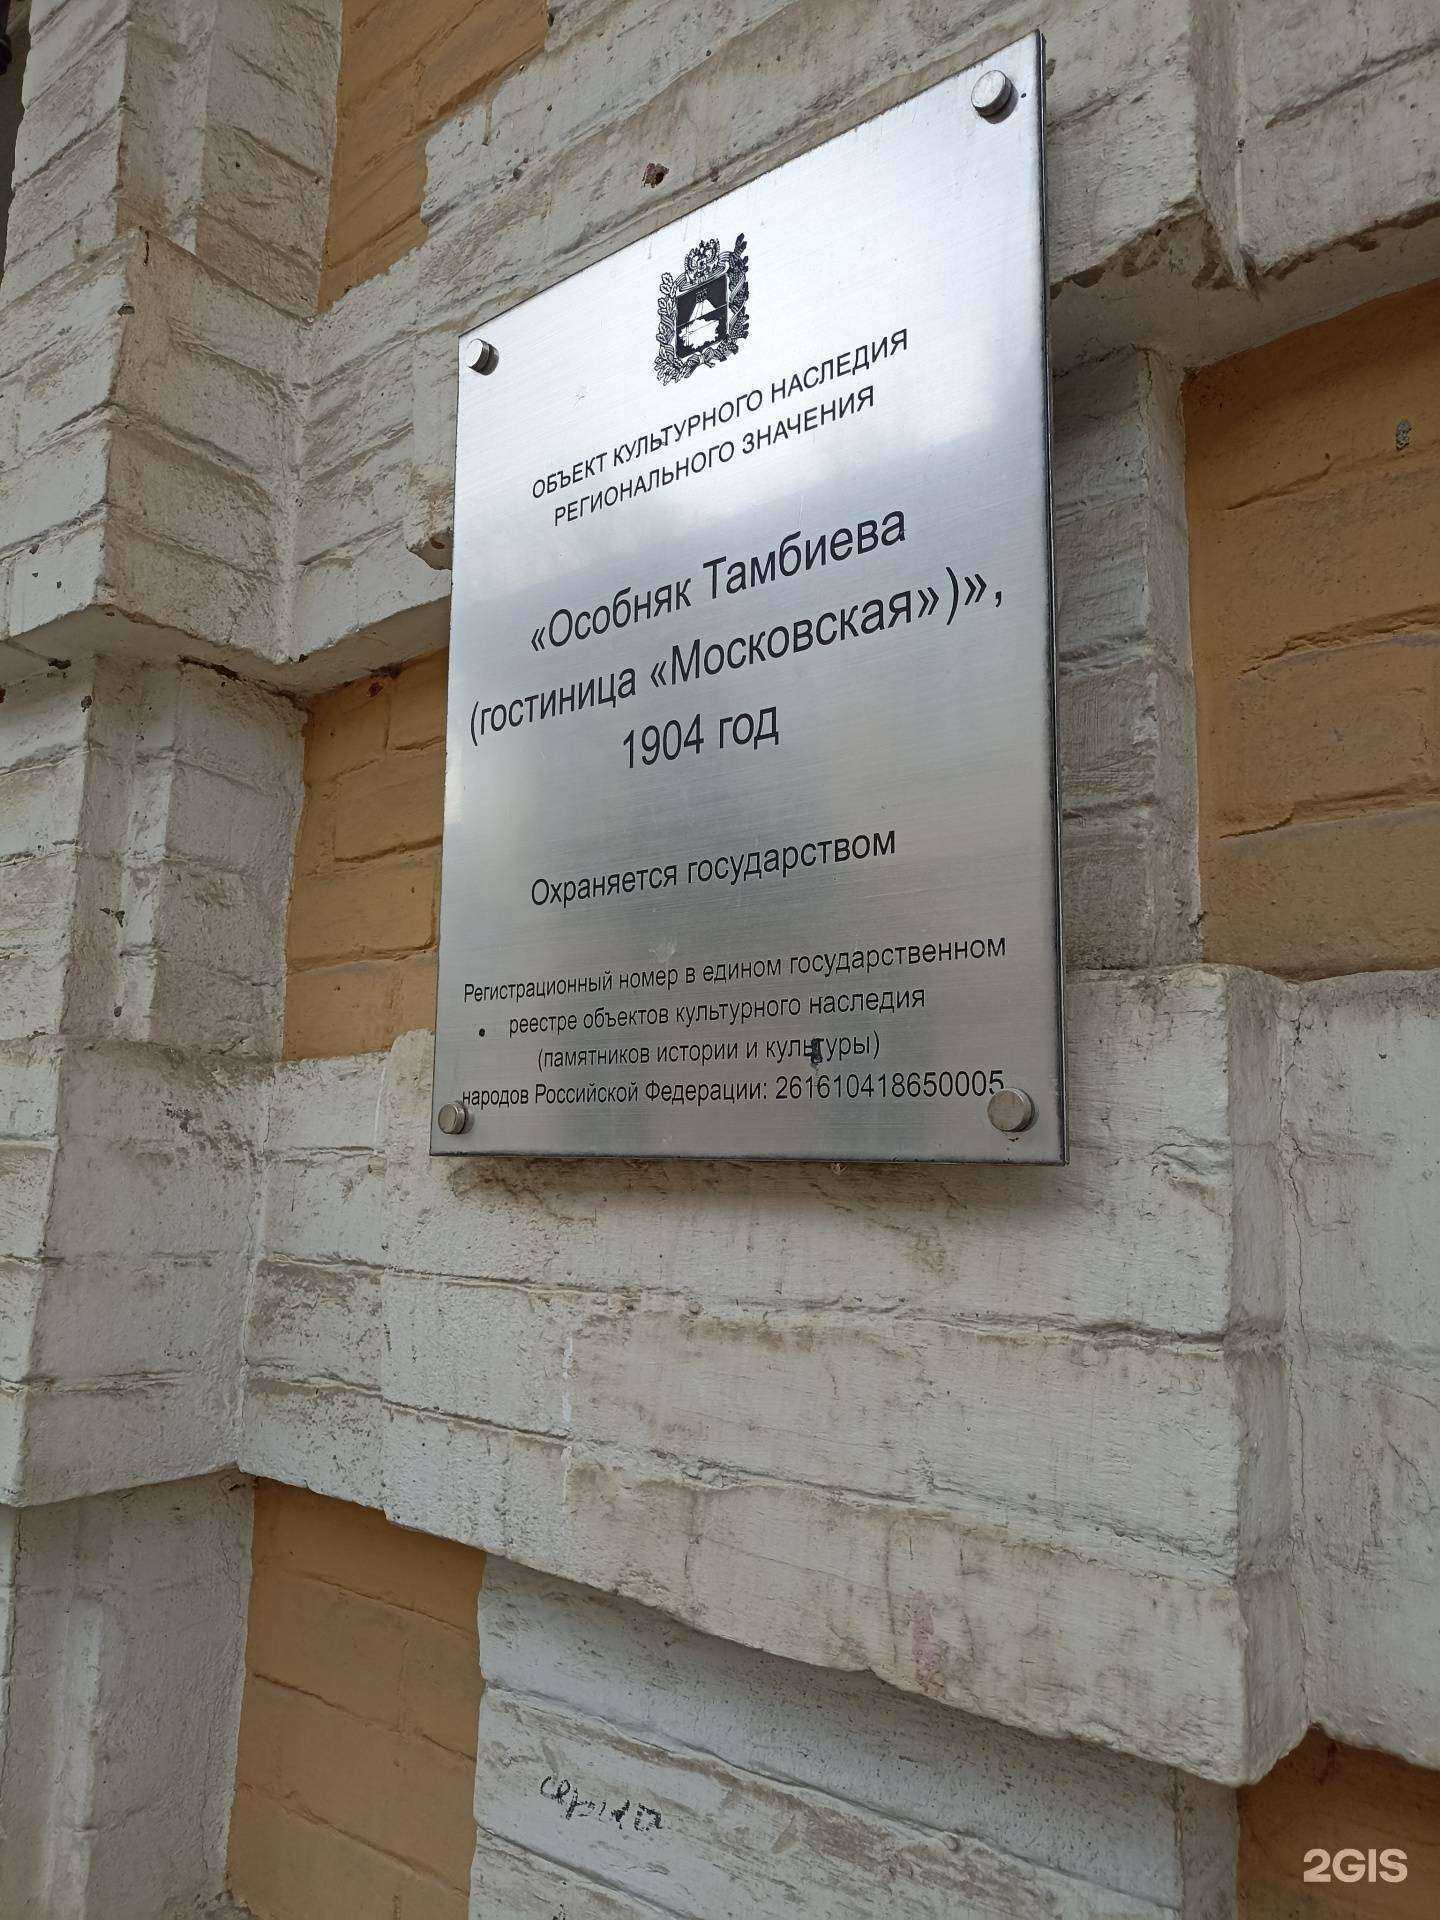 ОБЪЕКТ КУЛЬТУРНОГО НАСЛЕДИЯ
РЕГИОНАЛЬНОГО ЗНАЧЕНИЯ
«Особняк Тамбиева
(гостиница «Московская»)»,
1904 год
Охраняется государством
Регистрационный номер в едином государственном
реестре объектов культурного наследия
(памятников истории и культуры)
народов Российской Федерации: 261610418650005
2GIS